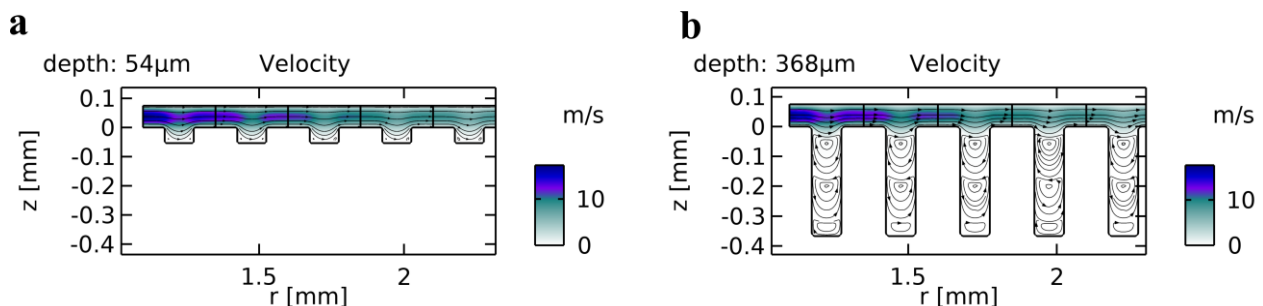 a
depth: 54μm Velocity
0.1
0
-0.1
-0.2
-0.3
-0.4
z [mm]
1.5 2
r [mm]
m/s
10
0
b
depth: 368μm Velocity
0.1
0
-0.1
-0.2
-0.3
-0.4
z [mm]
1.5 2
r [mm]
m/s
10
0